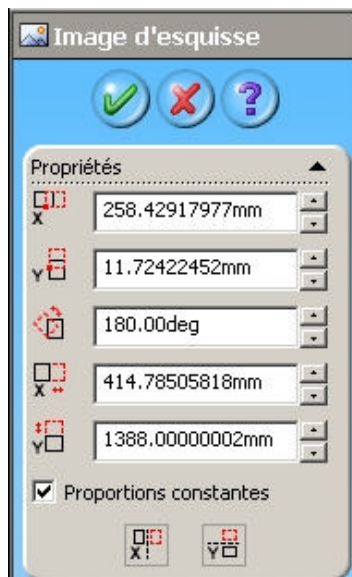 Image d'esquisse
?
Propriétés
X 258.42917977mm
Y 11.72422452mm
180.00deg
X 414.78505818mm
Y 1388.00000002mm
Proportions constantes
X Y